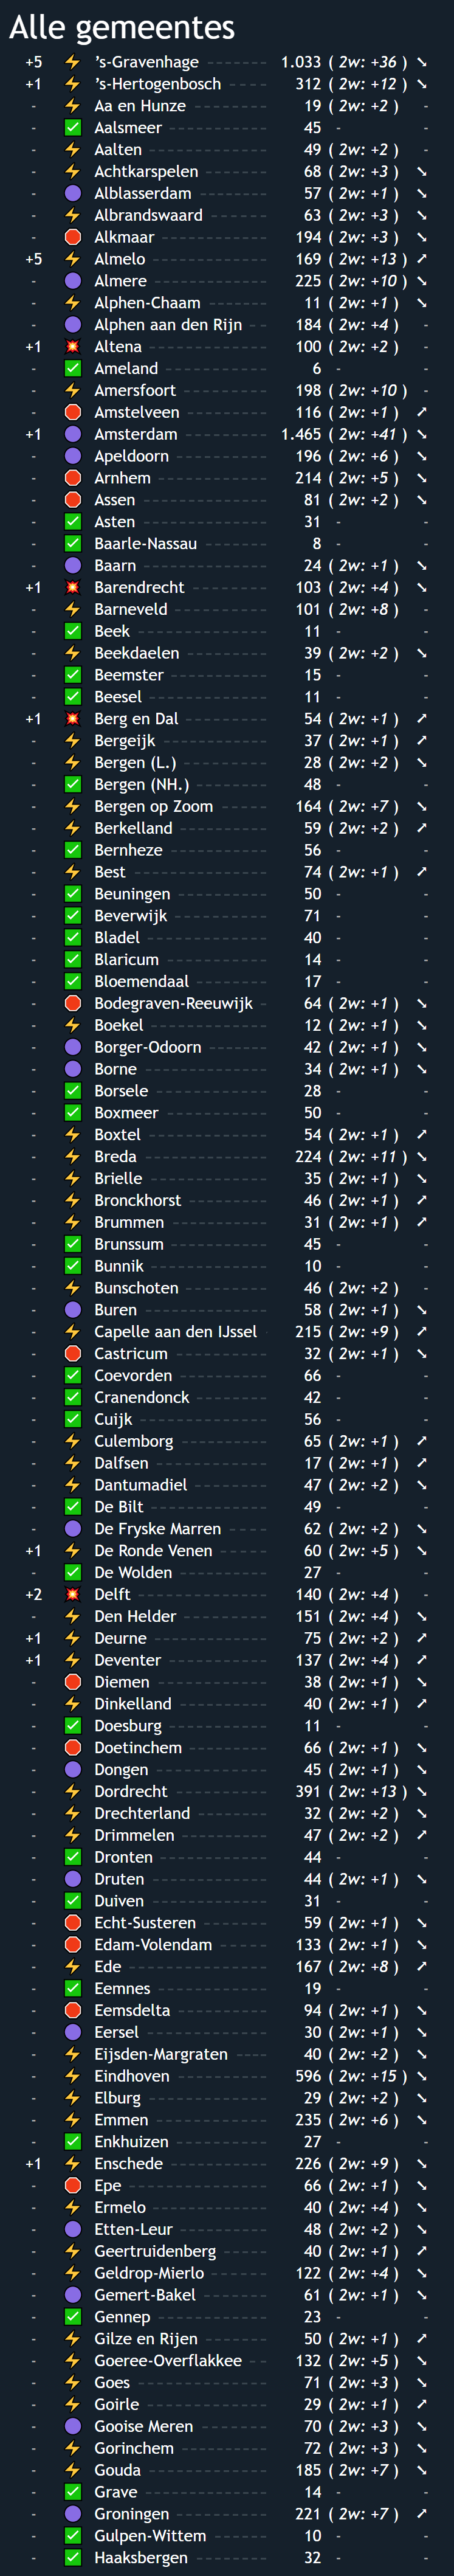 Alle gemeentes
+5 ⚡ ’s-Gravenhage ------- 1.033 ( 2w: +36 ) ↘
+1 ⚡ ’s-Hertogenbosch ----- 312 ( 2w: +12 ) ↘
- ⚡ Aa en Hunze --------- 19 ( 2w: +2 ) -
- ✅ Aalsmeer ----------- 45 - -
- ⚡ Aalten ------------- 49 ( 2w: +2 ) -
- ⚡ Achtkarspelen ------- 68 ( 2w: +3 ) ↘
- 🟣 Alblasserdam -------- 57 ( 2w: +1 ) ↘
- ⚡ Albrandswaard ------- 63 ( 2w: +3 ) ↘
- 🛑 Alkmaar ------------ 194 ( 2w: +3 ) ↘
+5 ⚡ Almelo ------------- 169 ( 2w: +13 ) ↗
- 🟣 Almere ------------- 225 ( 2w: +10 ) ↘
- ⚡ Alphen-Chaam ------- 11 ( 2w: +1 ) ↘
- 🟣 Alphen aan den Rijn -- 184 ( 2w: +4 ) -
+1 💥 Altena ------------- 100 ( 2w: +2 ) -
- ✅ Ameland ------------ 6 - -
- ⚡ Amersfoort ---------- 198 ( 2w: +10 ) -
- 🛑 Amstelveen --------- 116 ( 2w: +1 ) ↗
+1 🟣 Amsterdam --------- 1.465 ( 2w: +41 ) ↘
- 🟣 Apeldoorn ---------- 196 ( 2w: +6 ) ↘
- 🛑 Arnhem ------------ 214 ( 2w: +5 ) ↘
- 🛑 Assen -------------- 81 ( 2w: +2 ) ↘
- ✅ Asten -------------- 31 - -
- ✅ Baarle-Nassau ------- 8 - -
- 🟣 Baarn -------------- 24 ( 2w: +1 ) ↘
+1 💥 Barendrecht --------- 103 ( 2w: +4 ) ↘
- ⚡ Barneveld ----------- 101 ( 2w: +8 ) -
- ✅ Beek --------------- 11 - -
- ⚡ Beekdaelen ---------- 39 ( 2w: +2 ) ↘
- ✅ Beemster ----------- 15 - -
- ✅ Beesel ------------- 11 - -
+1 💥 Berg en Dal --------- 54 ( 2w: +1 ) ↗
- ⚡ Bergeijk ------------ 37 ( 2w: +1 ) ↗
- ⚡ Bergen (L.) ---------- 28 ( 2w: +2 ) ↘
- ✅ Bergen (NH.) -------- 48 - -
- ⚡ Bergen op Zoom ------ 164 ( 2w: +7 ) ↘
- ⚡ Berkelland ---------- 59 ( 2w: +2 ) ↗
- ✅ Bernheze ----------- 56 - -
- ⚡ Best --------------- 74 ( 2w: +1 ) ↗
- ✅ Beuningen ---------- 50 - -
- ✅ Beverwijk ----------- 71 - -
- ✅ Bladel ------------- 40 - -
- ✅ Blaricum ------------ 14 - -
- ✅ Bloemendaal -------- 17 - -
- 🛑 Bodegraven-Reeuwijk - 64 ( 2w: +1 ) ↘
- ⚡ Boekel ------------- 12 ( 2w: +1 ) ↘
- 🟣 Borger-Odoorn ------- 42 ( 2w: +1 ) ↘
- 🟣 Borne -------------- 34 ( 2w: +1 ) ↘
- ✅ Borsele ------------ 28 - -
- ✅ Boxmeer ----------- 50 - -
- ⚡ Boxtel ------------- 54 ( 2w: +1 ) ↗
- ⚡ Breda -------------- 224 ( 2w: +11 ) ↘
- ⚡ Brielle ------------- 35 ( 2w: +1 ) ↘
- ⚡ Bronckhorst --------- 46 ( 2w: +1 ) ↗
- ⚡ Brummen ----------- 31 ( 2w: +1 ) ↗
- ✅ Brunssum ----------- 45 - -
- ✅ Bunnik ------------- 10 - -
- ⚡ Bunschoten --------- 46 ( 2w: +2 ) -
- 🟣 Buren -------------- 58 ( 2w: +1 ) ↘
- ⚡ Capelle aan den IJssel - 215 ( 2w: +9 ) ↗
- 🛑 Castricum ---------- 32 ( 2w: +1 ) ↘
- ✅ Coevorden ---------- 66 - -
- ✅ Cranendonck -------- 42 - -
- ✅ Cuijk --------------- 56 - -
- ⚡ Culemborg ---------- 65 ( 2w: +1 ) ↗
- ⚡ Dalfsen ------------ 17 ( 2w: +1 ) ↗
- ⚡ Dantumadiel -------- 47 ( 2w: +2 ) ↘
- ✅ De Bilt ------------- 49 - -
- 🟣 De Fryske Marren ---- 62 ( 2w: +2 ) ↘
+1 ⚡ De Ronde Venen ----- 60 ( 2w: +5 ) ↘
- ✅ De Wolden ---------- 27 - -
+2 💥 Delft -------------- 140 ( 2w: +4 ) -
- ⚡ Den Helder --------- 151 ( 2w: +4 ) ↘
+1 ⚡ Deurne ------------ 75 ( 2w: +2 ) ↗
+1 ⚡ Deventer ----------- 137 ( 2w: +4 ) ↗
- 🛑 Diemen ------------ 38 ( 2w: +1 ) ↘
- ⚡ Dinkelland ---------- 40 ( 2w: +1 ) ↗
- ✅ Doesburg ----------- 11 - -
- 🛑 Doetinchem --------- 66 ( 2w: +1 ) ↘
- 🟣 Dongen ------------ 45 ( 2w: +1 ) ↘
- ⚡ Dordrecht ---------- 391 ( 2w: +13 ) ↘
- ⚡ Drechterland -------- 32 ( 2w: +2 ) ↘
- ⚡ Drimmelen ---------- 47 ( 2w: +2 ) ↗
- ✅ Dronten ------------ 44 - -
- 🟣 Druten ------------- 44 ( 2w: +1 ) ↘
- ✅ Duiven ------------- 31 - -
- 🛑 Echt-Susteren ------- 59 ( 2w: +1 ) ↘
- 🛑 Edam-Volendam ----- 133 ( 2w: +1 ) ↘
- ⚡ Ede ---------------- 167 ( 2w: +8 ) ↗
- ✅ Eemnes ------------ 19 - -
- 🛑 Eemsdelta ---------- 94 ( 2w: +1 ) ↘
- 🟣 Eersel -------------- 30 ( 2w: +1 ) ↘
- ⚡ Eijsden-Margraten ---- 40 ( 2w: +2 ) ↘
- ⚡ Eindhoven ---------- 596 ( 2w: +15 ) ↘
- ⚡ Elburg ------------- 29 ( 2w: +2 ) ↘
- ⚡ Emmen ------------- 235 ( 2w: +6 ) ↘
- ✅ Enkhuizen ---------- 27 - -
+1 ⚡ Enschede ----------- 226 ( 2w: +9 ) ↘
- 🛑 Epe ---------------- 66 ( 2w: +1 ) ↘
- ⚡ Ermelo ------------- 40 ( 2w: +4 ) ↘
- 🟣 Etten-Leur ---------- 48 ( 2w: +2 ) ↘
- ⚡ Geertruidenberg ----- 40 ( 2w: +1 ) ↗
- ⚡ Geldrop-Mierlo ------ 122 ( 2w: +4 ) ↘
- 🟣 Gemert-Bakel ------- 61 ( 2w: +1 ) ↘
- ✅ Gennep ------------ 23 - -
- ⚡ Gilze en Rijen ------- 50 ( 2w: +1 ) ↗
- ⚡ Goeree-Overflakkee -- 132 ( 2w: +5 ) ↘
- ⚡ Goes --------------- 71 ( 2w: +3 ) ↘
- ⚡ Goirle -------------- 29 ( 2w: +1 ) ↗
- 🟣 Gooise Meren ------- 70 ( 2w: +3 ) ↘
- ⚡ Gorinchem ---------- 72 ( 2w: +3 ) ↘
- ⚡ Gouda ------------- 185 ( 2w: +7 ) ↘
- ✅ Grave -------------- 14 - -
- 🟣 Groningen ---------- 221 ( 2w: +7 ) ↗
- ✅ Gulpen-Wittem ------ 10 - -
- ✅ Haaksbergen -------- 32 - -